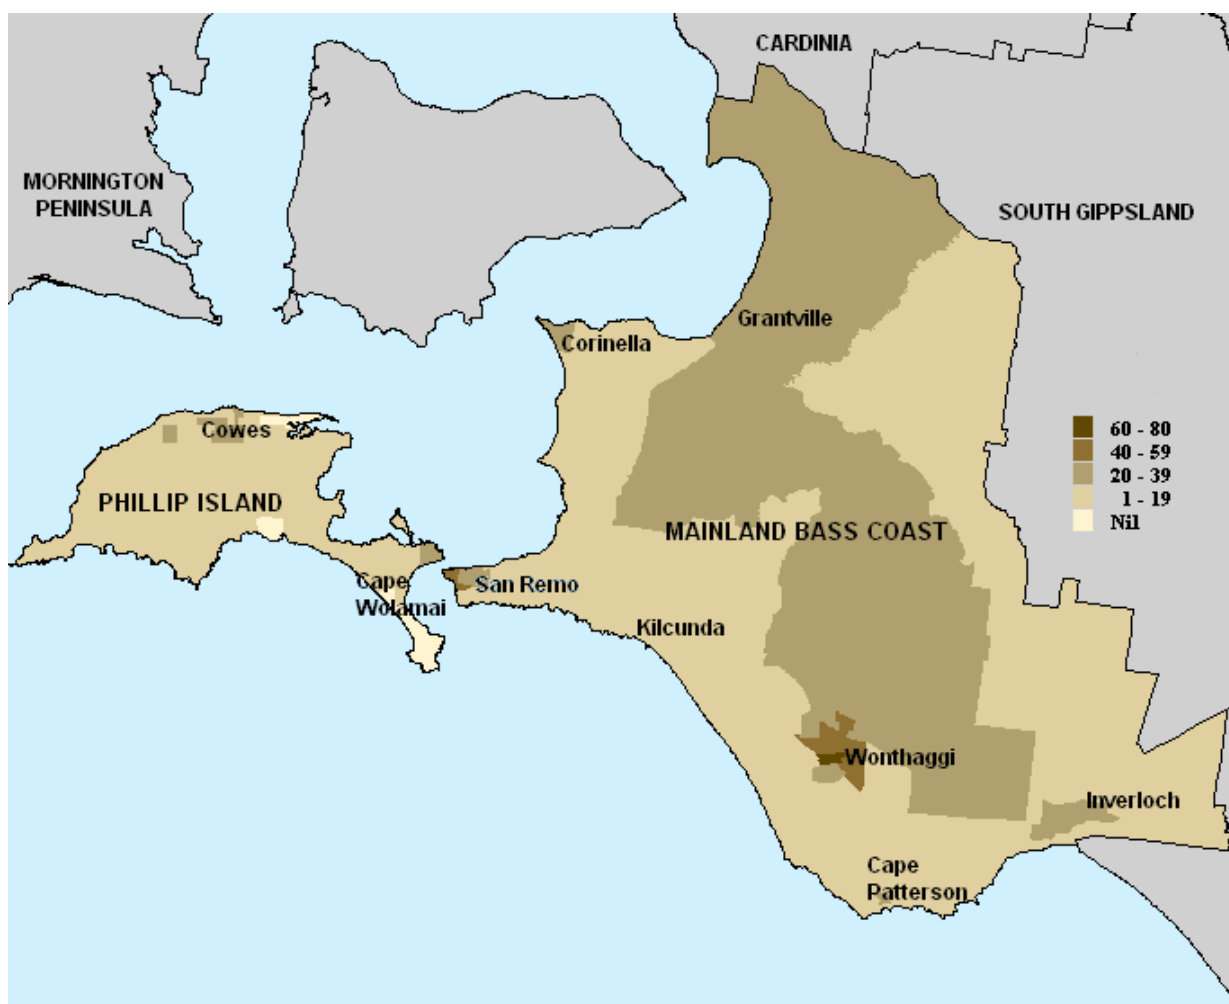 CARDINIA
MORNINGTON
PENINSULA
SOUTH GIPPSLAND
Grantville
Corinella
Cowes
60 - 80
40 - 59
20 - 39
1 - 19
Nil
PHILLIP ISLAND
MAINLAND BASS COAST
Cape
Wolamai
San Remo
Kilcunda
Wonthaggi
Inverloch
Cape
Patterson